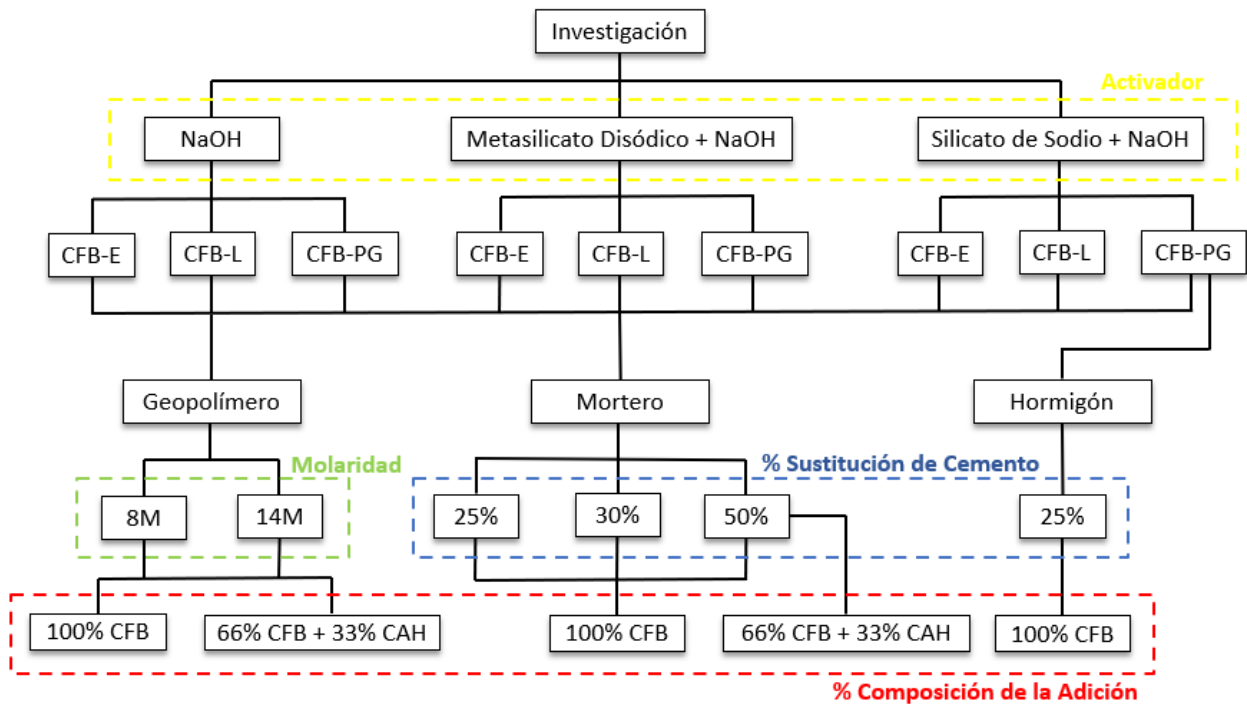 Investigación
Activador
NaOH
Metasilicato Disódico + NaOH
Silicato de Sodio + NaOH
CFB-E
CFB-L
CFB-PG
CFB-E
CFB-L
CFB-PG
CFB-E
CFB-L
CFB-PG
Geopolímero
Mortero
Hormigón
Molaridad
% Sustitución de Cemento
8M
14M
25%
30%
50%
25%
100% CFB
66% CFB + 33% CAH
100% CFB
66% CFB + 33% CAH
100% CFB
% Composición de la Adición